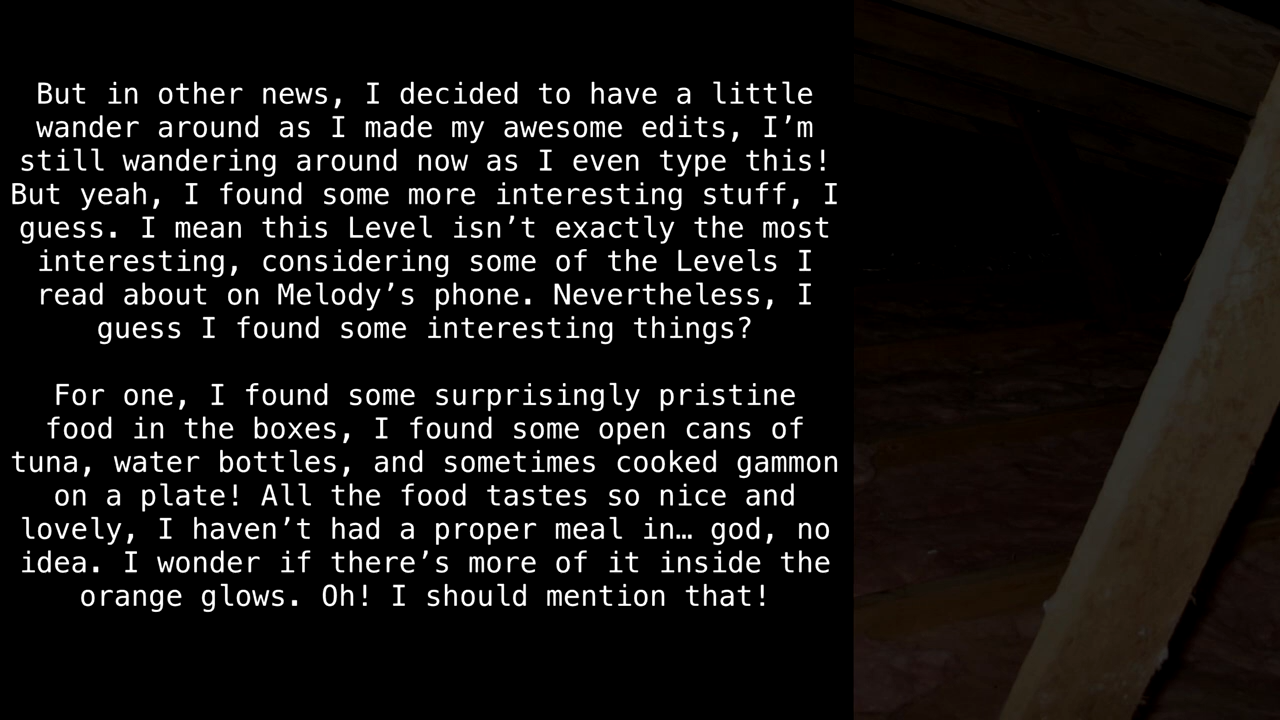 But in other news, I decided to have a little
wander around as I made my awesome edits, I’m
still wandering around now as I even type this!
But yeah, I found some more interesting stuff, I
guess. I mean this Level isn’t exactly the most
interesting, considering some of the Levels I
read about on Melody’s phone. Nevertheless, I
guess I found some interesting things?

For one, I found some surprisingly pristine
food in the boxes, I found some open cans of
tuna, water bottles, and sometimes cooked gammon
on a plate! All the food tastes so nice and
lovely, I haven’t had a proper meal in… god, no
idea. I wonder if there’s more of it inside the
orange glows. Oh! I should mention that!